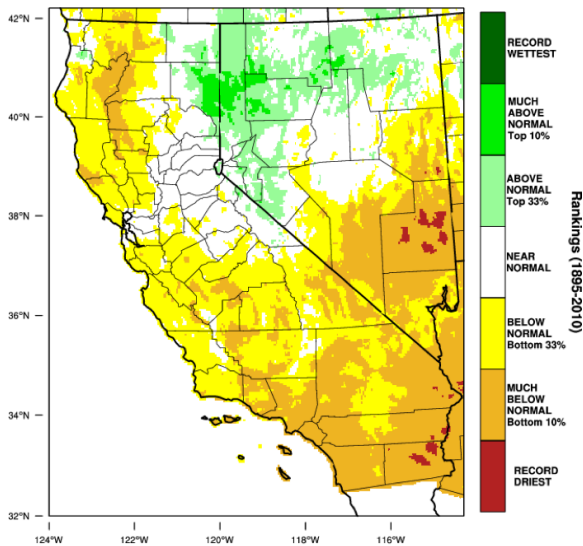 42°N
40°N
38°N
36°N
34°N
32°N
124°W
122°W
120°W
118°W
116°W
RECORD
WETTEST
MUCH
ABOVE
NORMAL
Top 10%
ABOVE
NORMAL
Top 33%
NEAR
NORMAL
BELOW
NORMAL
Bottom 33%
MUCH
BELOW
NORMAL
Bottom 10%
RECORD
DRIEST
Rankings (1895-2010)